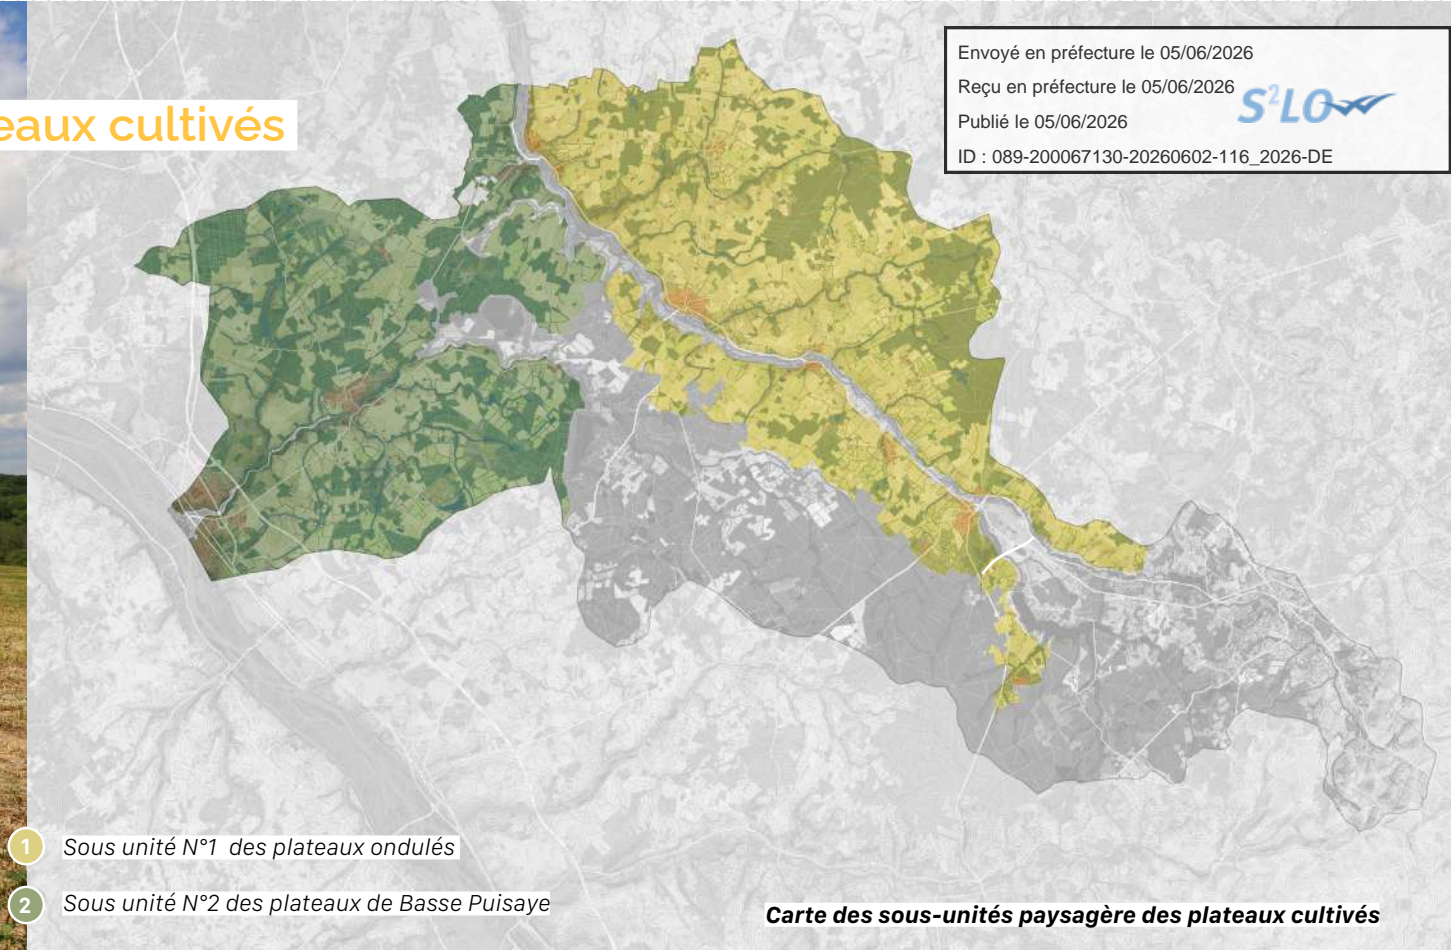 Envoyé en préfecture le 05/06/2026
Reçu en préfecture le 05/06/2026
Publié le 05/06/2026
S²LO
ID : 089-200067130-20260602-116_2026-DE
eaux cultivés
1 Sous unité N°1 des plateaux ondulés
2 Sous unité N°2 des plateaux de Basse Puisaye
Carte des sous-unités paysagère des plateaux cultivés